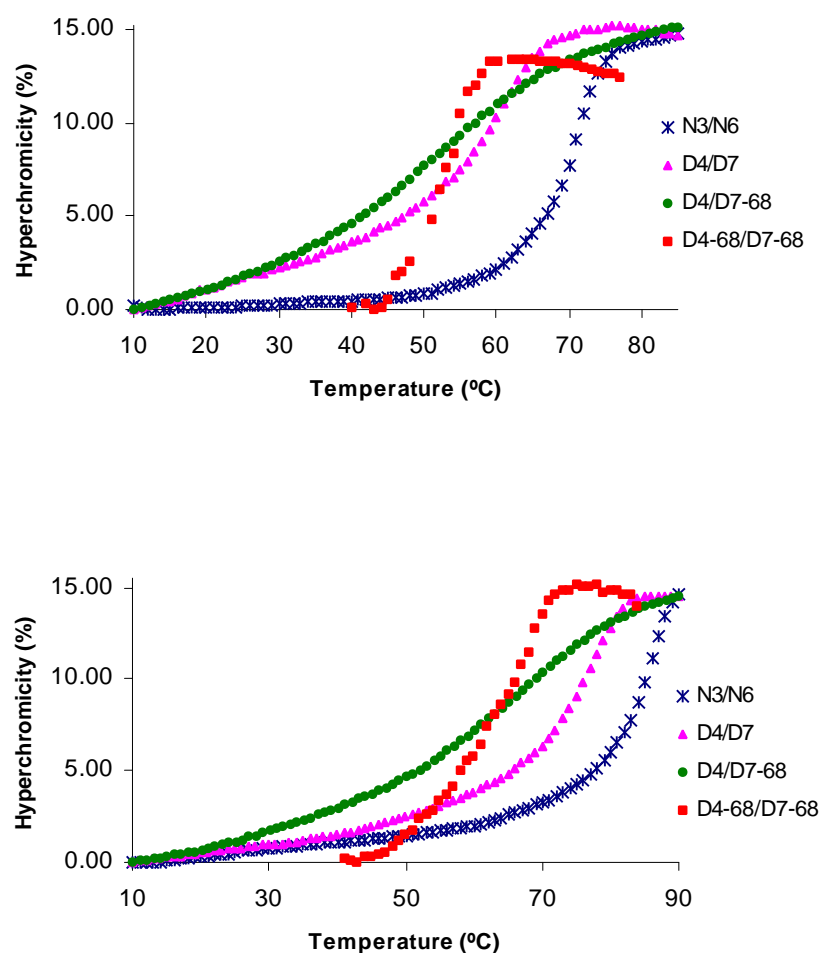 15.00
10.00
5.00
0.00
Hyperchromicity (%)
10 20 30 40 50 60 70 80
Temperature (ºC)
N3/N6
D4/D7
D4/D7-68
D4-68/D7-68
15.00
10.00
5.00
0.00
Hyperchromicity (%)
10 30 50 70 90
Temperature (ºC)
N3/N6
D4/D7
D4/D7-68
D4-68/D7-68